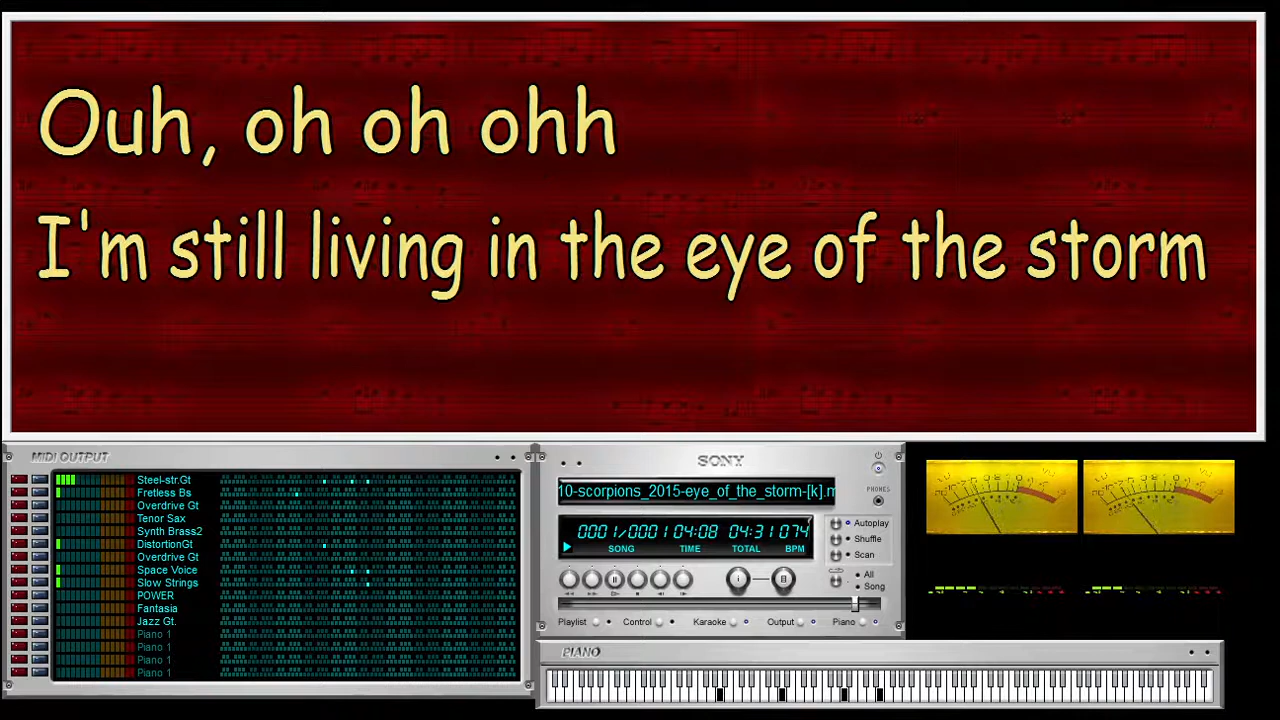 Ouh, oh oh ohh
I'm still living in the eye of the storm
MIDI OUTPUT
Steel-str.Gt
Fretless Bs
Overdrive Gt
Tenor Sax
Synth Brass2
DistortionGt
Overdrive Gt
Space Voice
Slow Strings
POWER
Fantasia
Jazz Gt.
Piano 1
Piano 1
Piano 1
Piano 1
SONY
10-scorpions_2015-eye_of_the_storm-[k].m
PHONES
0001/0001 04:08 04:31 074
SONG TIME TOTAL BPM
Autoplay
Shuffle
Scan
All
Song
Playlist Control Karaoke Output Piano
PIANO